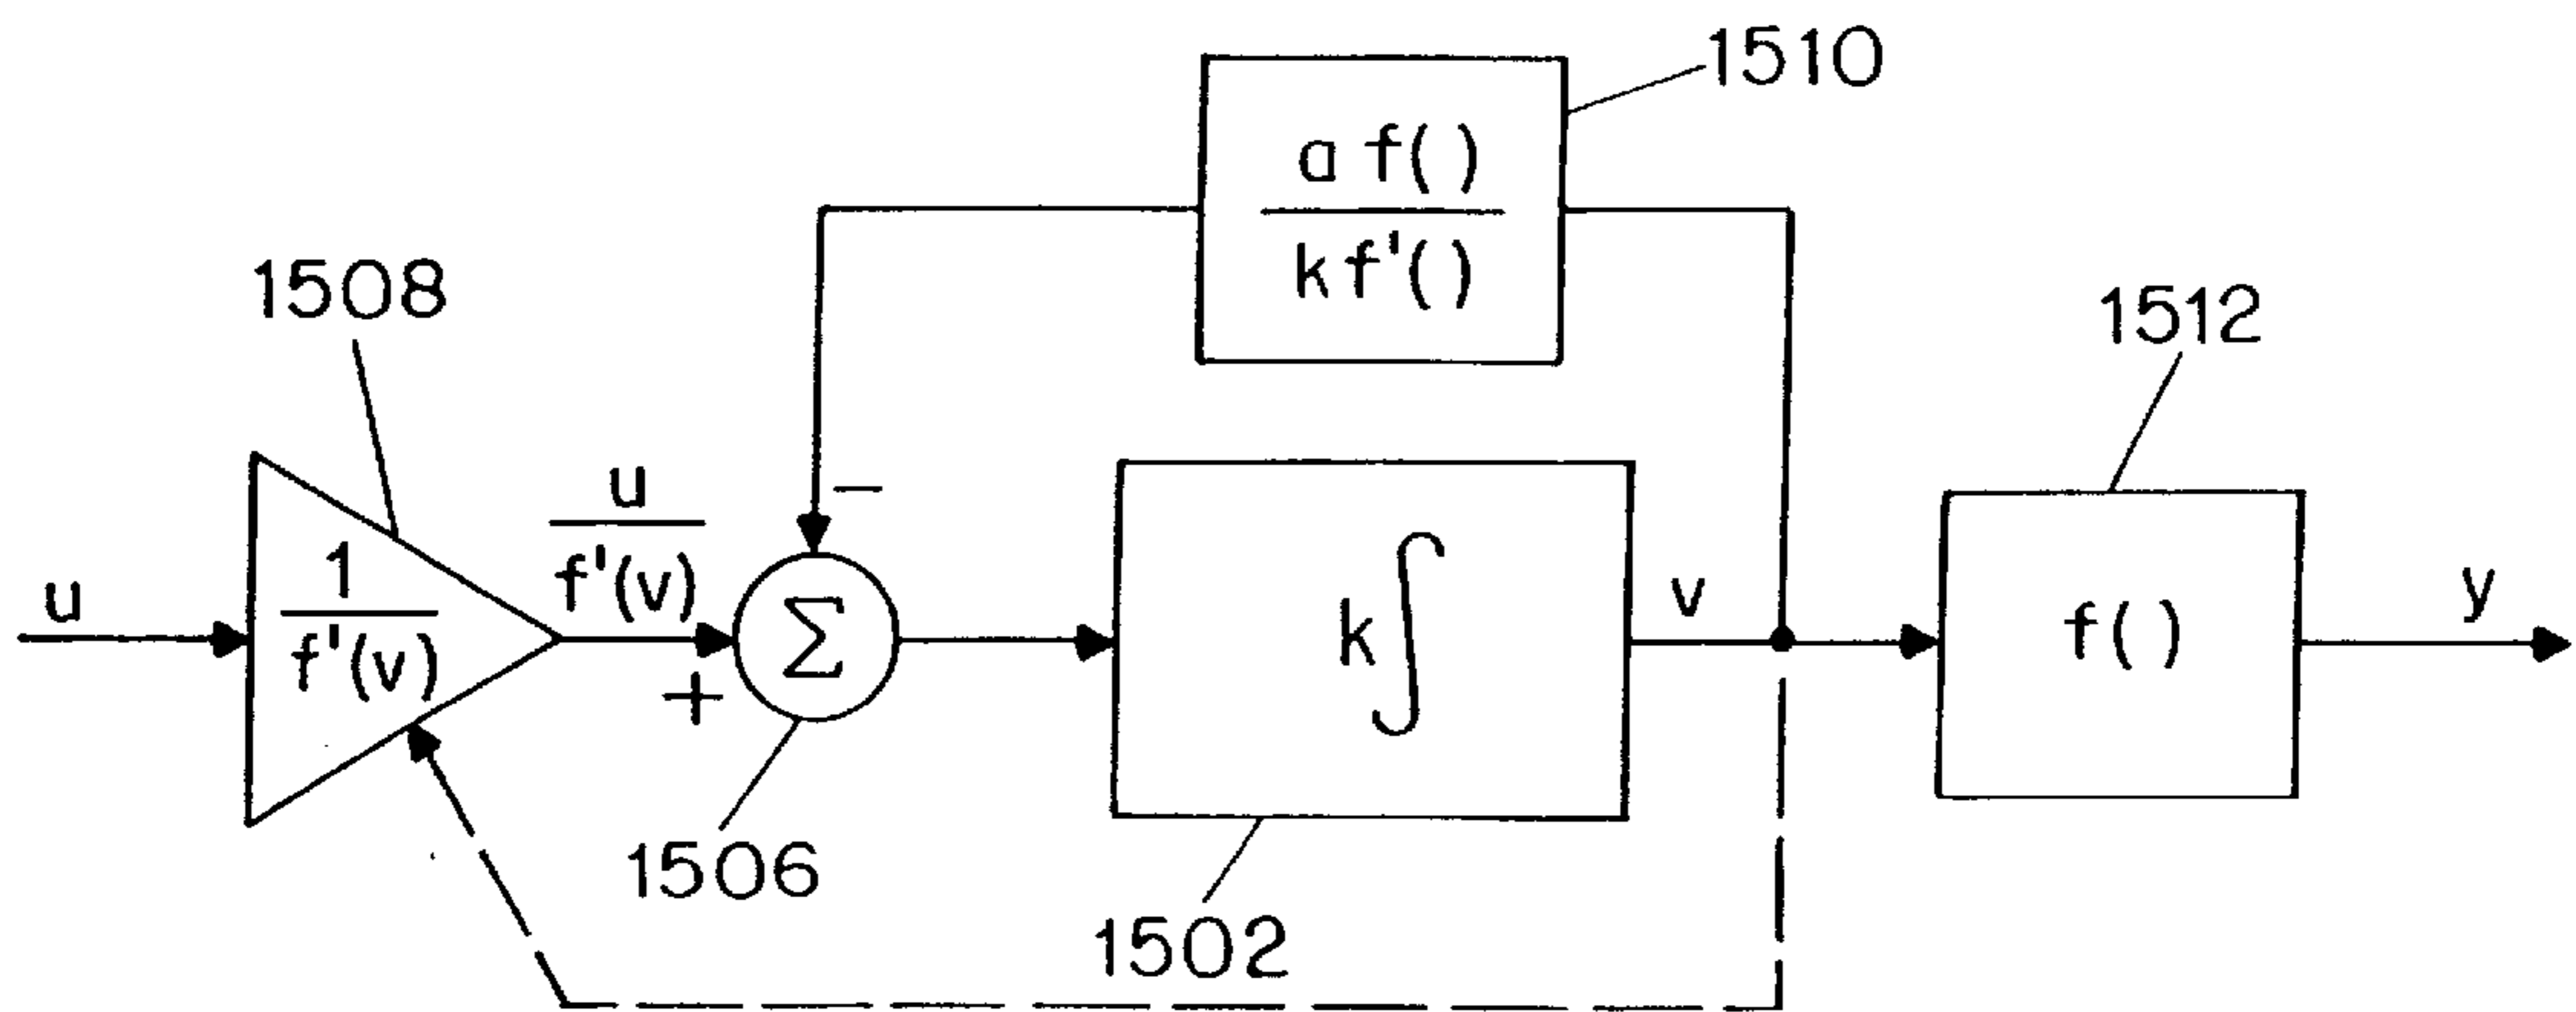 1510
a f( )
k f'( )
1508
1512
u
1
f'(v)
u
f'(v)
−
+
Σ
k∫
v
f( )
y
1506
1502